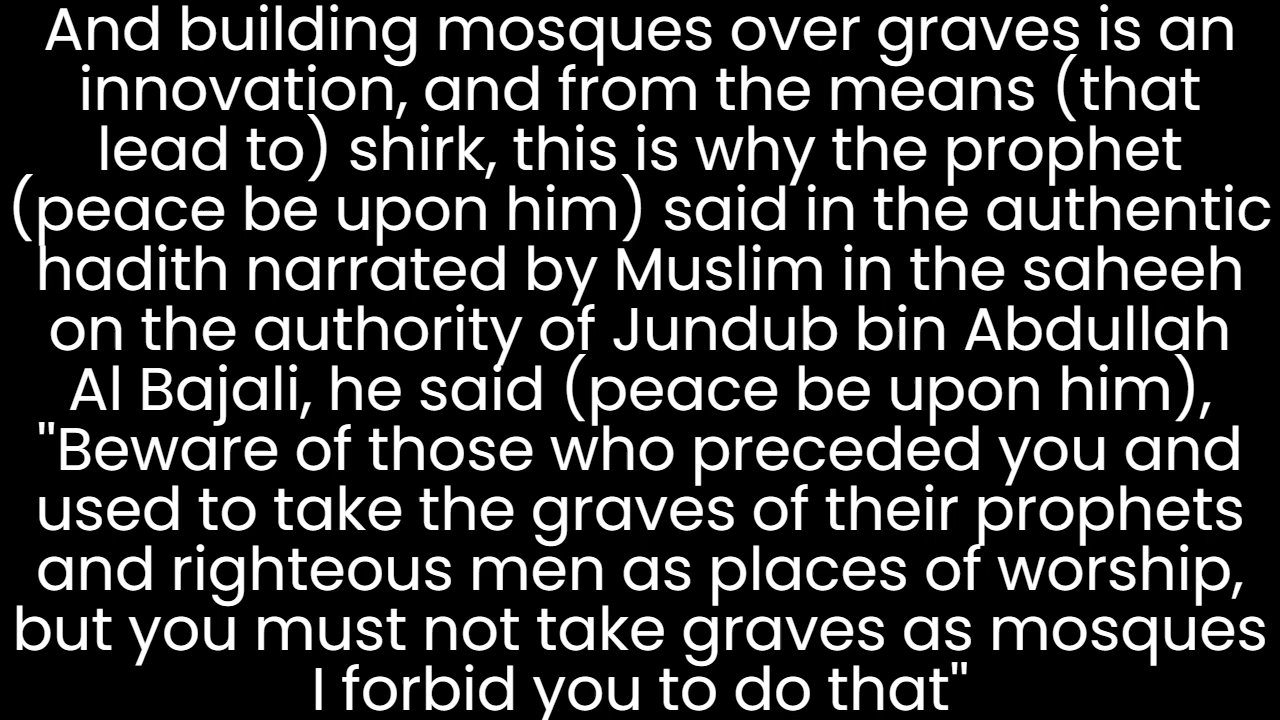 And building mosques over graves is an
innovation, and from the means (that
lead to) shirk, this is why the prophet
(peace be upon him) said in the authentic
hadith narrated by Muslim in the saheeh
on the authority of Jundub bin Abdullah
Al Bajali, he said (peace be upon him),
"Beware of those who preceded you and
used to take the graves of their prophets
and righteous men as places of worship,
but you must not take graves as mosques
I forbid you to do that"